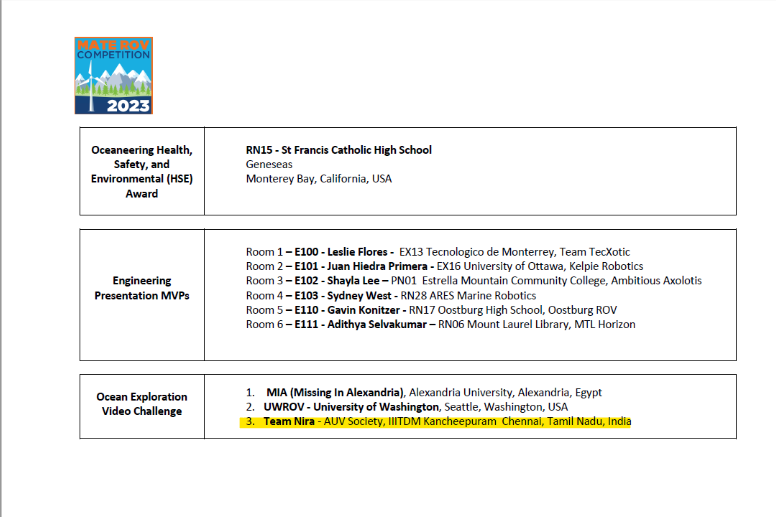 MATE ROV
COMPETITION
2023
Oceaneering Health,
Safety, and
Environmental (HSE)
Award
RN15 - St Francis Catholic High School
Geneseas
Monterey Bay, California, USA
Engineering
Presentation MVPs
Room 1 – E100 - Leslie Flores - EX13 Tecnologico de Monterrey, Team TecXotic
Room 2 – E101 - Juan Hiedra Primera - EX16 University of Ottawa, Kelpie Robotics
Room 3 – E102 - Shayla Lee – PN01 Estrella Mountain Community College, Ambitious Axolotis
Room 4 – E103 - Sydney West - RN28 ARES Marine Robotics
Room 5 – E110 - Gavin Konitzer - RN17 Oostburg High School, Oostburg ROV
Room 6 – E111 - Adithya Selvakumar – RN06 Mount Laurel Library, MTL Horizon
Ocean Exploration
Video Challenge
1. MIA (Missing In Alexandria), Alexandria University, Alexandria, Egypt
2. UWROV - University of Washington, Seattle, Washington, USA
3. Team Nira - AUV Society, IIITDM Kancheepuram Chennai, Tamil Nadu, India